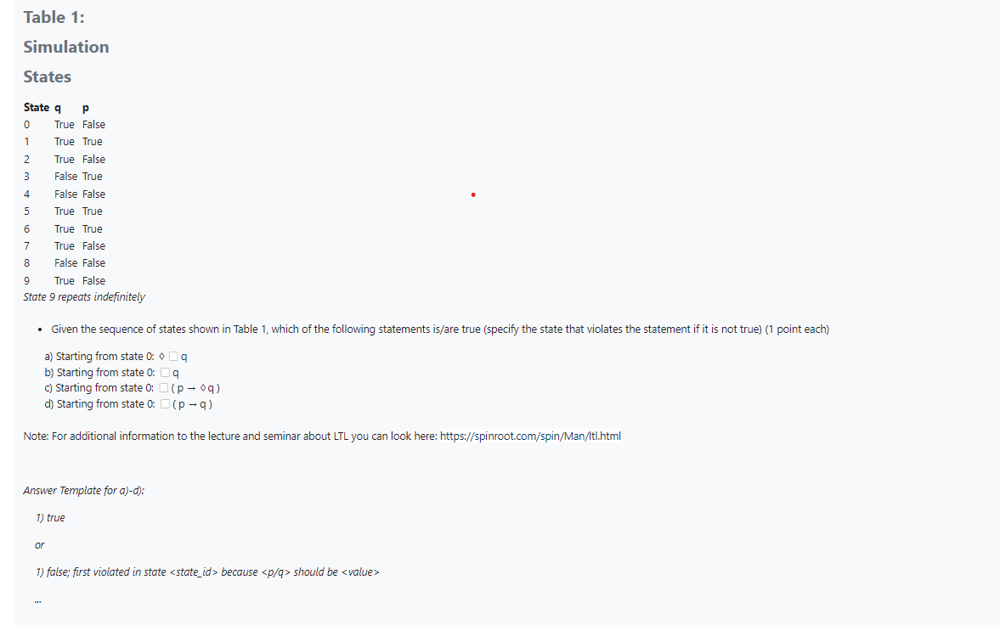 Table 1:
Simulation
States
State q p
0 True False
1 True True
2 True False
3 False True
4 False False
5 True True
6 True True
7 True False
8 False False
9 True False
State 9 repeats indefinitely
• Given the sequence of states shown in Table 1, which of the following statements is/are true (specify the state that violates the statement if it is not true) (1 point each)
a) Starting from state 0: ◊ □ q
b) Starting from state 0: □ q
c) Starting from state 0: □ ( p → ◊ q )
d) Starting from state 0: □ ( p → q )
Note: For additional information to the lecture and seminar about LTL you can look here: https://spinroot.com/spin/Man/ltl.html
Answer Template for a)-d):
1) true
or
1) false; first violated in state <state_id> because <p/q> should be <value>
...